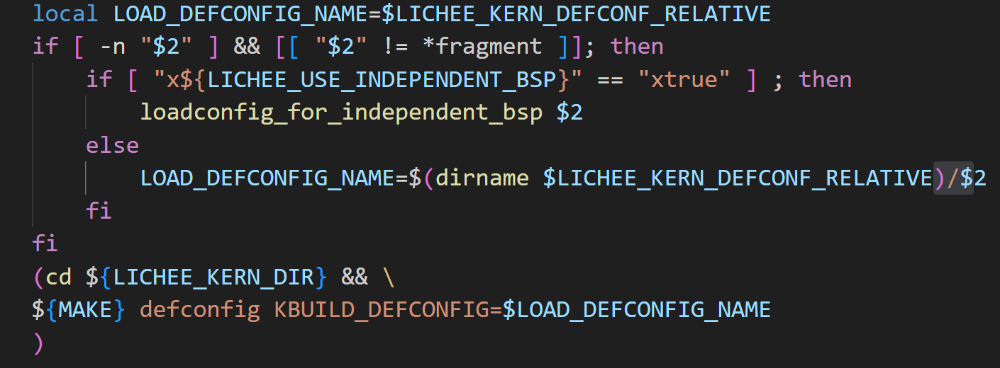 local LOAD_DEFCONFIG_NAME=$LICHEE_KERN_DEFCONF_RELATIVE
if [ -n "$2" ] && [[ "$2" != *fragment ]]; then
    if [ "x${LICHEE_USE_INDEPENDENT_BSP}" == "xtrue" ] ; then
        loadconfig_for_independent_bsp $2
    else
        LOAD_DEFCONFIG_NAME=$(dirname $LICHEE_KERN_DEFCONF_RELATIVE)/$2
    fi
fi
(cd ${LICHEE_KERN_DIR} && \
${MAKE} defconfig KBUILD_DEFCONFIG=$LOAD_DEFCONFIG_NAME
)